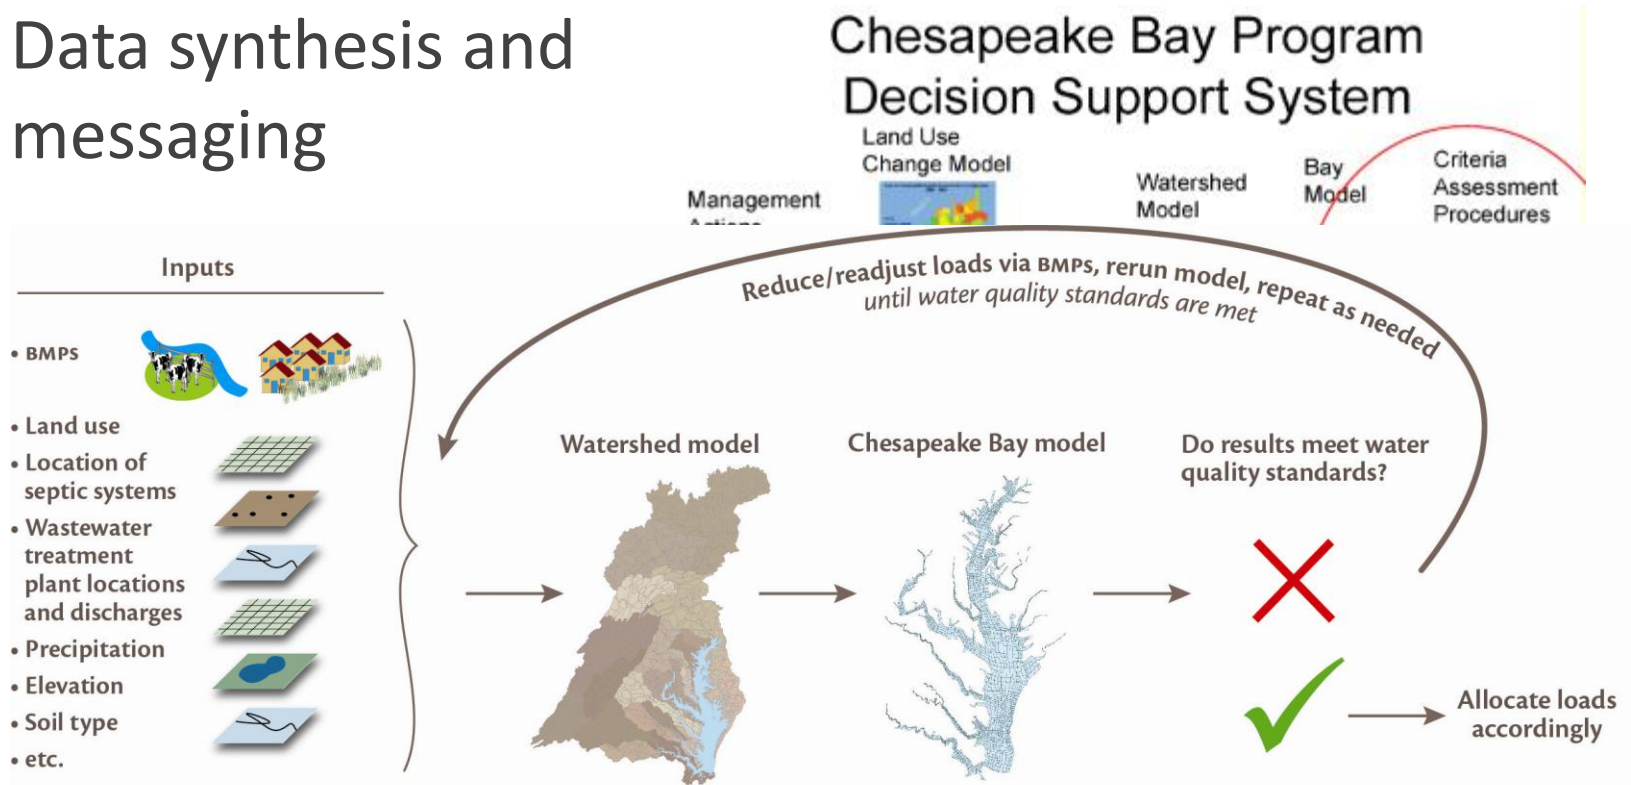 Data synthesis and
messaging
Chesapeake Bay Program
Decision Support System
Land Use
Change Model
Management
Watershed
Model
Bay
Model
Criteria
Assessment
Procedures
Inputs
• BMPs
• Land use
• Location of
septic systems
• Wastewater
treatment
plant locations
and discharges
• Precipitation
• Elevation
• Soil type
• etc.
Reduce/readjust loads via BMPs, rerun model, repeat as needed
until water quality standards are met
Watershed model
Chesapeake Bay model
Do results meet water
quality standards?
Allocate loads
accordingly